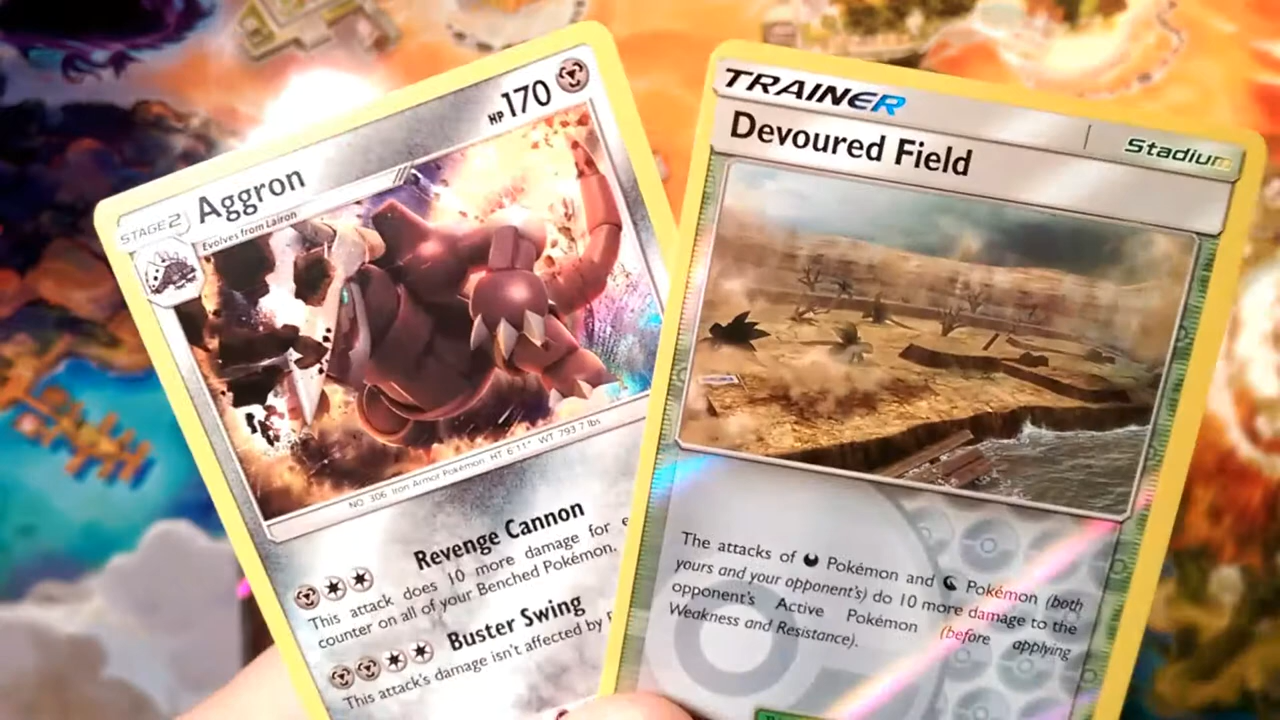 STAGE2
Aggron
HP 170
Evolves from Lairon
NO. 306 Iron Armor Pokémon HT 6'11" WT 793.7 lbs
Revenge Cannon
This attack does 10 more damage for
counter on all of your Benched Pokémon.
Buster Swing
This attack's damage isn't affected by
TRAINER
Stadium
Devoured Field
The attacks of Pokémon and Pokémon (both
yours and your opponent's) do 10 more damage to the
opponent's Active Pokémon (before applying
Weakness and Resistance).